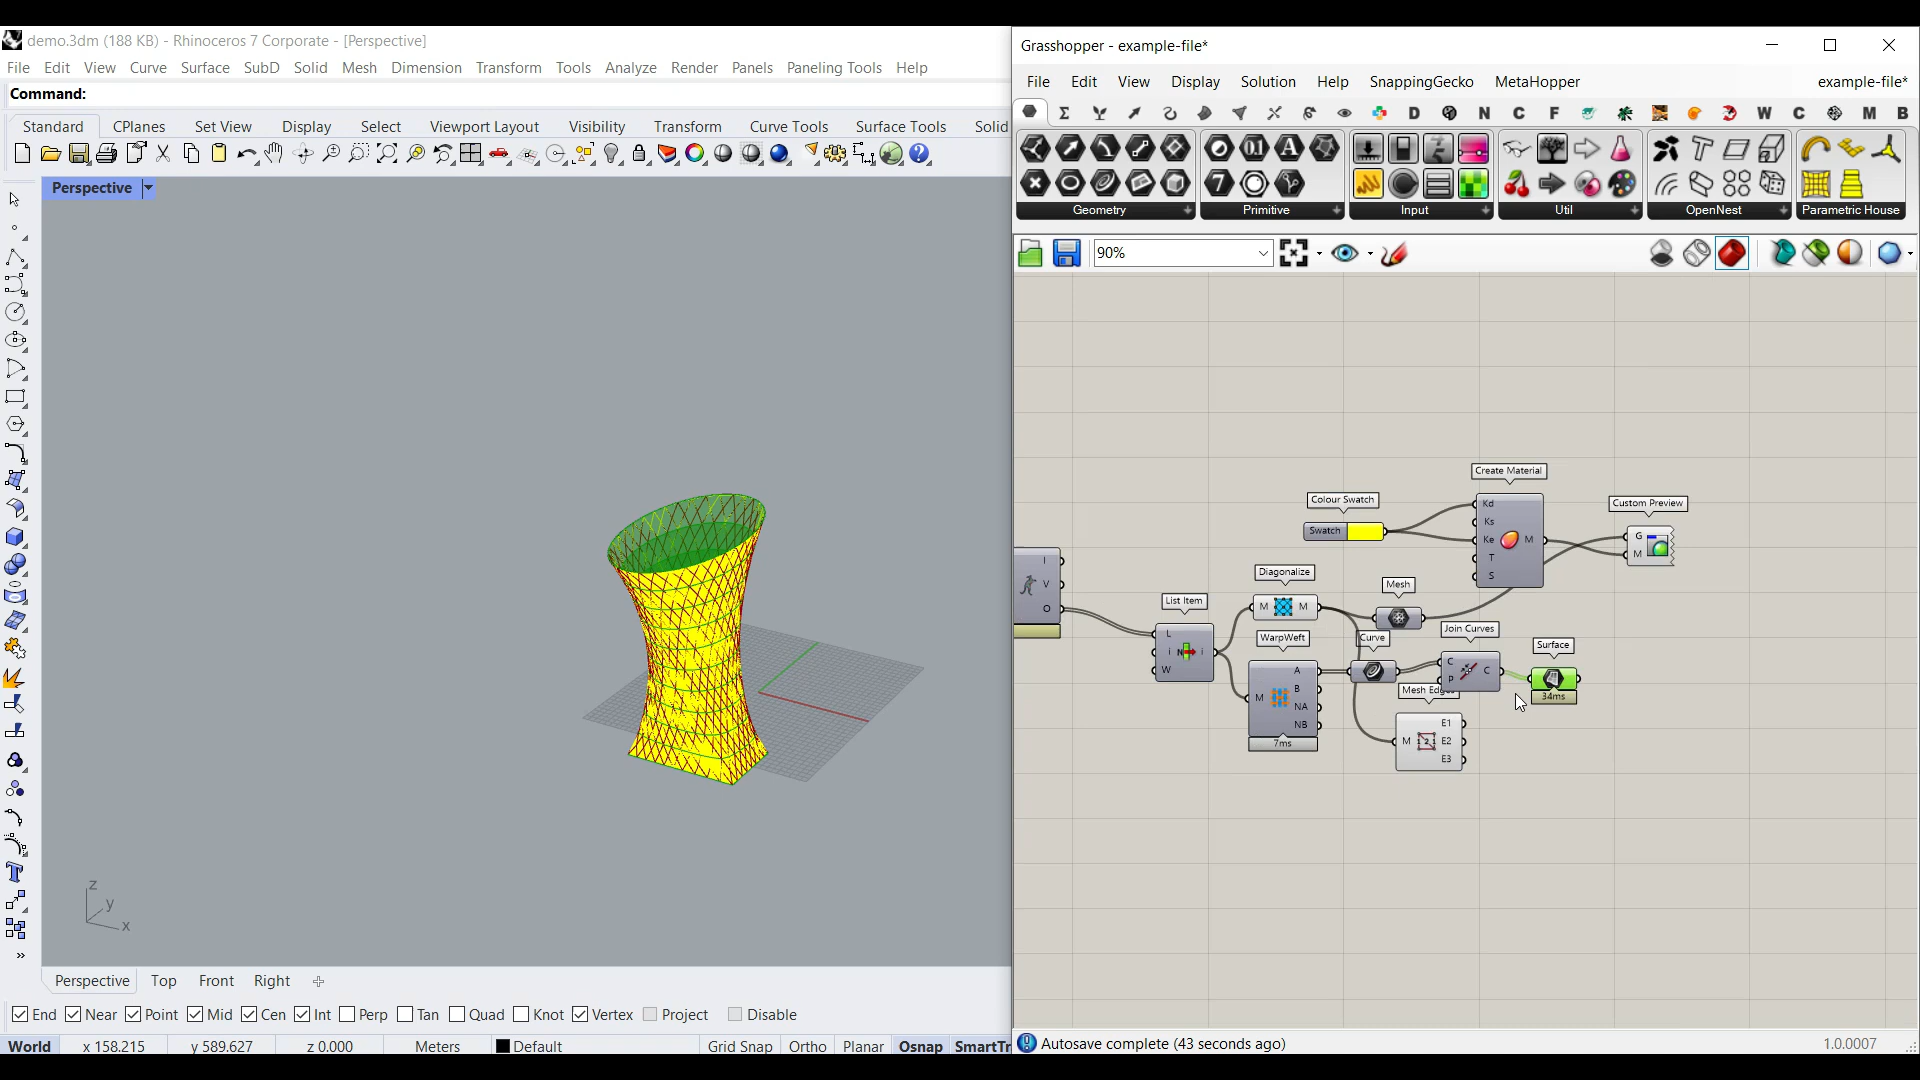 demo.3dm (188 KB) - Rhinoceros 7 Corporate - [Perspective]
File Edit View Curve Surface SubD Solid Mesh Dimension Transform Tools Analyze Render Panels Paneling Tools Help
Command:
Standard CPlanes Set View Display Select Viewport Layout Visibility Transform Curve Tools Surface Tools Solid
Perspective
z
y
x
Perspective Top Front Right
End Near Point Mid Cen Int Perp Tan Quad Knot Vertex Project Disable
World x 158.215 y 589.627 z 0.000 Meters Default Grid Snap Ortho Planar Osnap SmartTr
Grasshopper - example-file*
File Edit View Display Solution Help SnappingGecko MetaHopper example-file*
D N C F W C M B
Geometry Primitive Input Util OpenNest Parametric House
90%
Create Material
Colour Swatch
Custom Preview
Swatch
Kd
Ks
Ke M
T
S
G
M
Diagonalize
Mesh
M M
I
V
O
List Item
L
i N i
W
WarpWeft
Curve
Join Curves
Surface
M
A
B
NA
NB
7ms
C
P
C
34ms
Mesh Edges
M
E1
E2
E3
Autosave complete (43 seconds ago) 1.0.0007